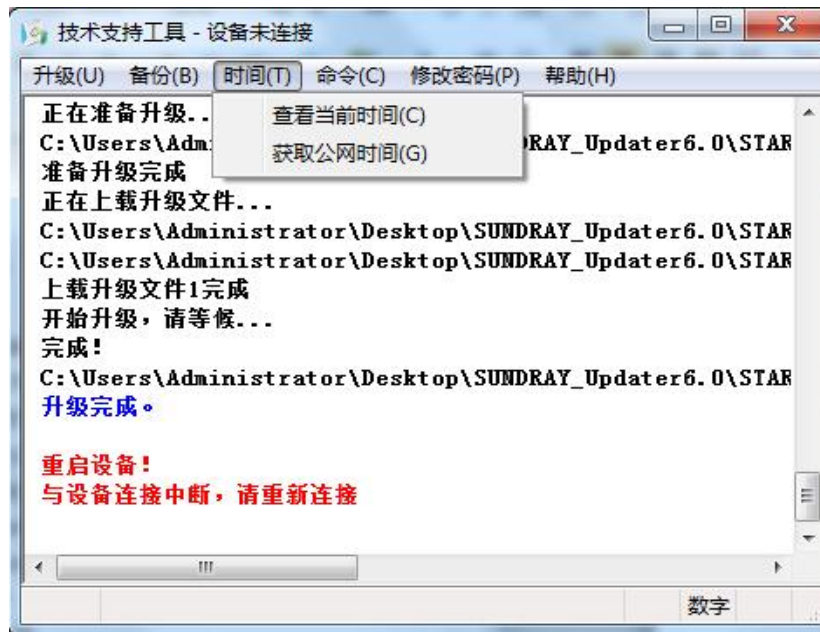 技术支持工具 - 设备未连接
升级(U) 备份(B) 时间(T) 命令(C) 修改密码(P) 帮助(H)
查看当前时间(C)
获取公网时间(G)
正在准备升级..
C:\Users\Adm RAY_Updater6.0\STAR
准备升级完成
正在上载升级文件...
C:\Users\Administrator\Desktop\SUNDRAY_Updater6.0\STAR
C:\Users\Administrator\Desktop\SUNDRAY_Updater6.0\STAR
上载升级文件1完成
开始升级，请等候...
完成！
C:\Users\Administrator\Desktop\SUNDRAY_Updater6.0\STAR
升级完成。
重启设备！
与设备连接中断，请重新连接
数字